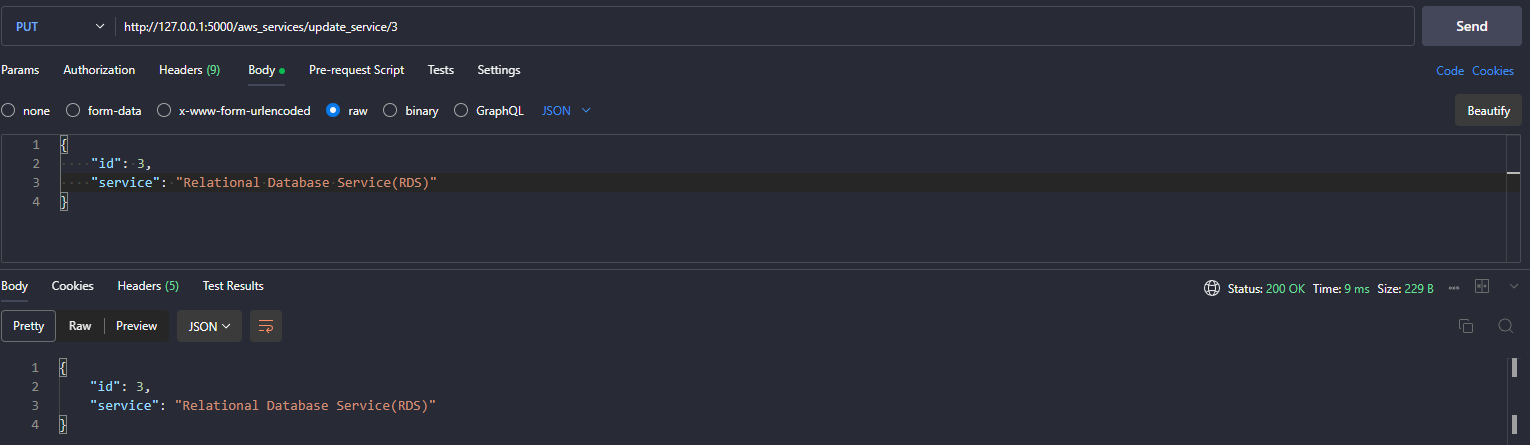 PUT http://127.0.0.1:5000/aws_services/update_service/3 Send
Params Authorization Headers (9) Body Pre-request Script Tests Settings Code Cookies
none form-data x-www-form-urlencoded raw binary GraphQL JSON Beautify
1 {
2 "id": 3,
3 "service": "Relational Database Service(RDS)"
4 }
Body Cookies Headers (5) Test Results Status: 200 OK Time: 9 ms Size: 229 B
Pretty Raw Preview JSON
1 {
2 "id": 3,
3 "service": "Relational Database Service(RDS)"
4 }